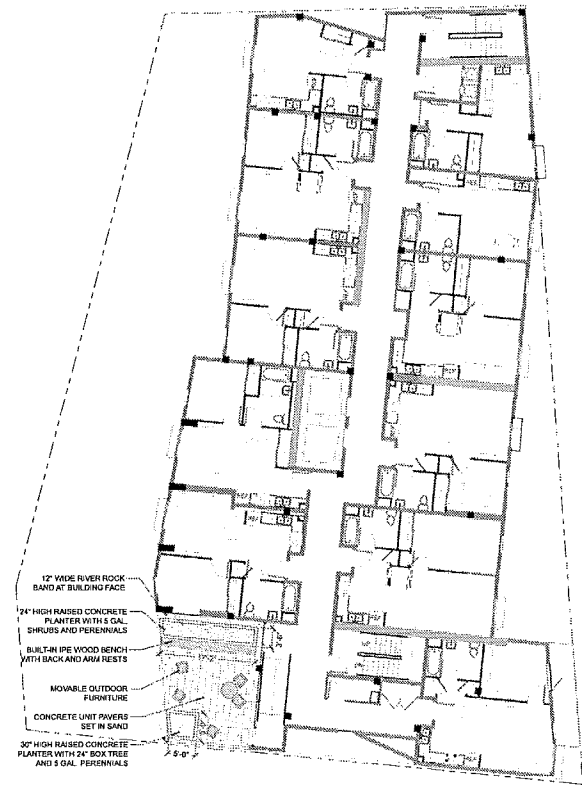 12" WIDE RIVER ROCK
BAND AT BUILDING FACE
24" HIGH RAISED CONCRETE
PLANTER WITH 5 GAL.
SHRUBS AND PERENNIALS
BUILT-IN IPE WOOD BENCH
WITH BACK AND ARM RESTS
MOVABLE OUTDOOR
FURNITURE
CONCRETE UNIT PAVERS
SET IN SAND
30" HIGH RAISED CONCRETE
PLANTER WITH 24" BOX TREE
AND 5 GAL. PERENNIALS
5'-0"